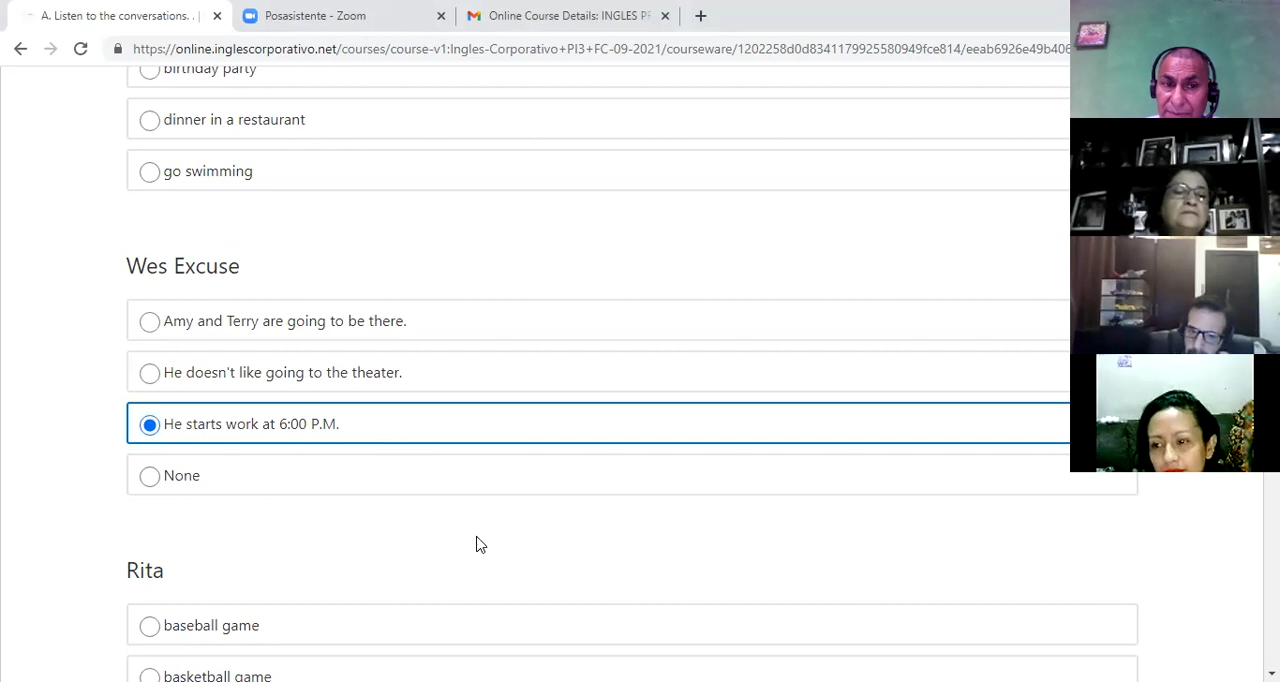 A. Listen to the conversations. .
Posasistente - Zoom
Online Course Details: INGLES PF
https://online.inglescorporativo.net/courses/course-v1:Ingles-Corporativo+PI3+FC-09-2021/courseware/1202258d0d8341179925580949fce814/eeab6926e49b406
birthday party
dinner in a restaurant
go swimming
Wes Excuse
Amy and Terry are going to be there.
He doesn't like going to the theater.
He starts work at 6:00 P.M.
None
Rita
baseball game
basketball game